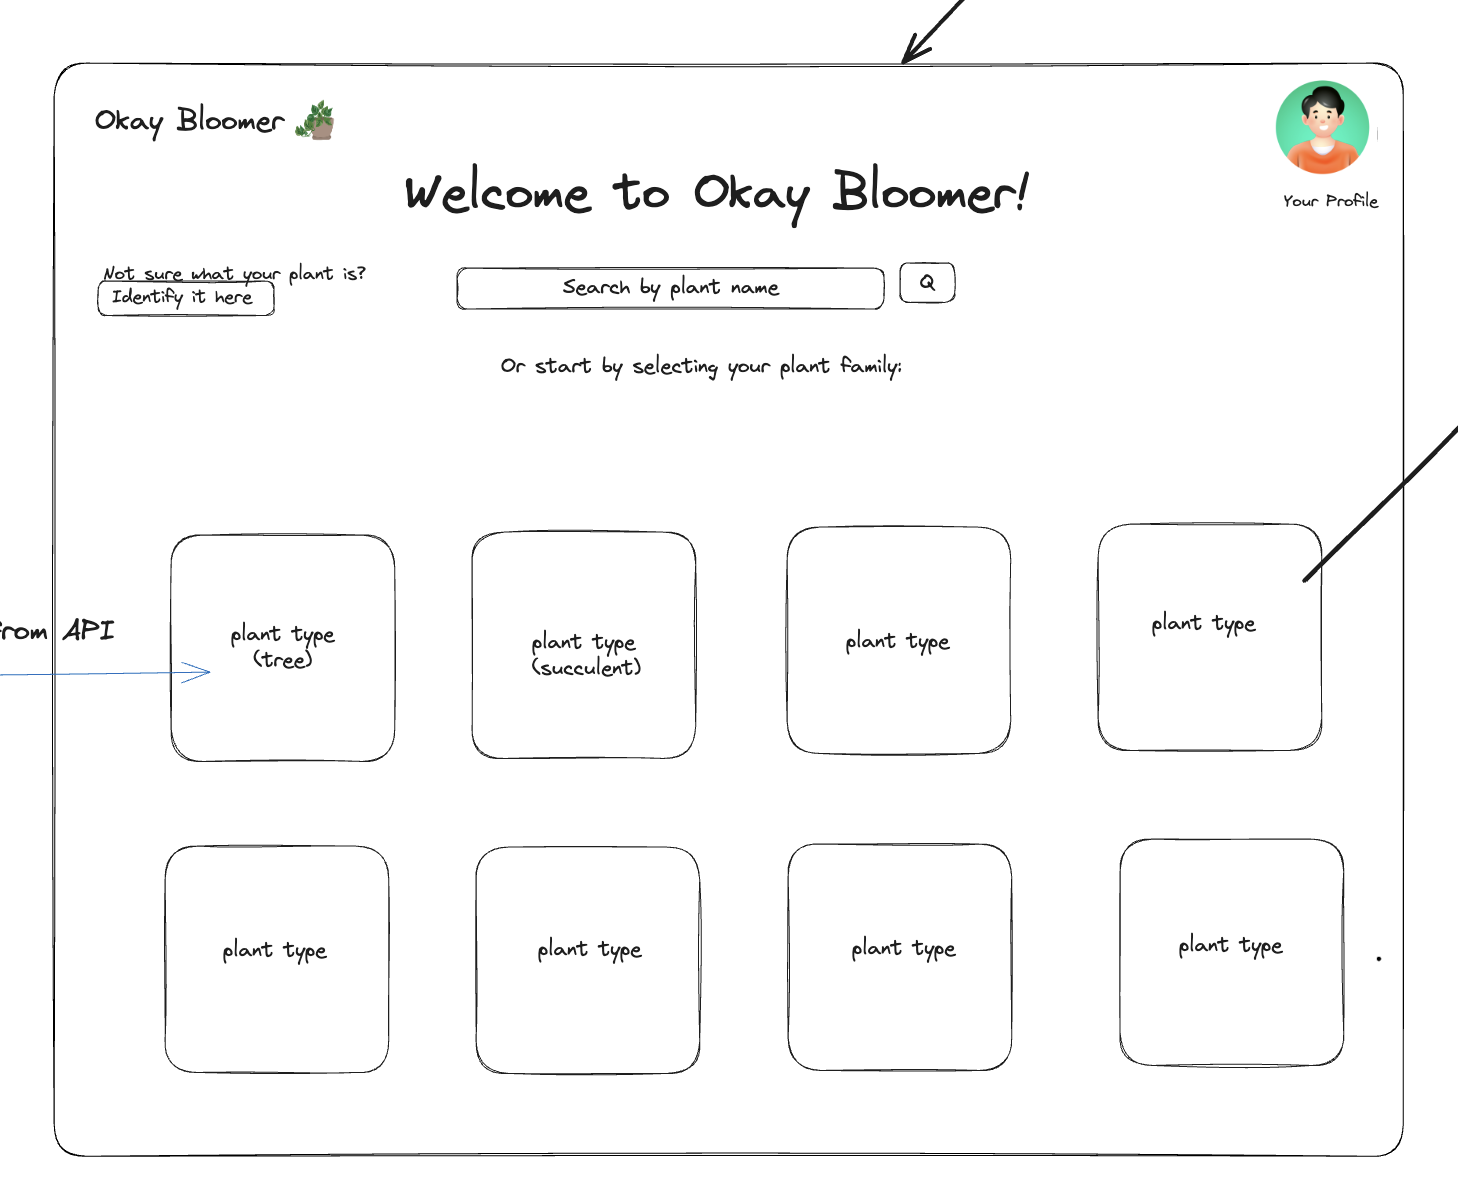 Okay Bloomer
Welcome to Okay Bloomer!
Your Profile
Not sure what your plant is?
Identify it here
Search by plant name
Q
Or start by selecting your plant family:
from API
plant type
(tree)
plant type
(succulent)
plant type
plant type
plant type
plant type
plant type
plant type